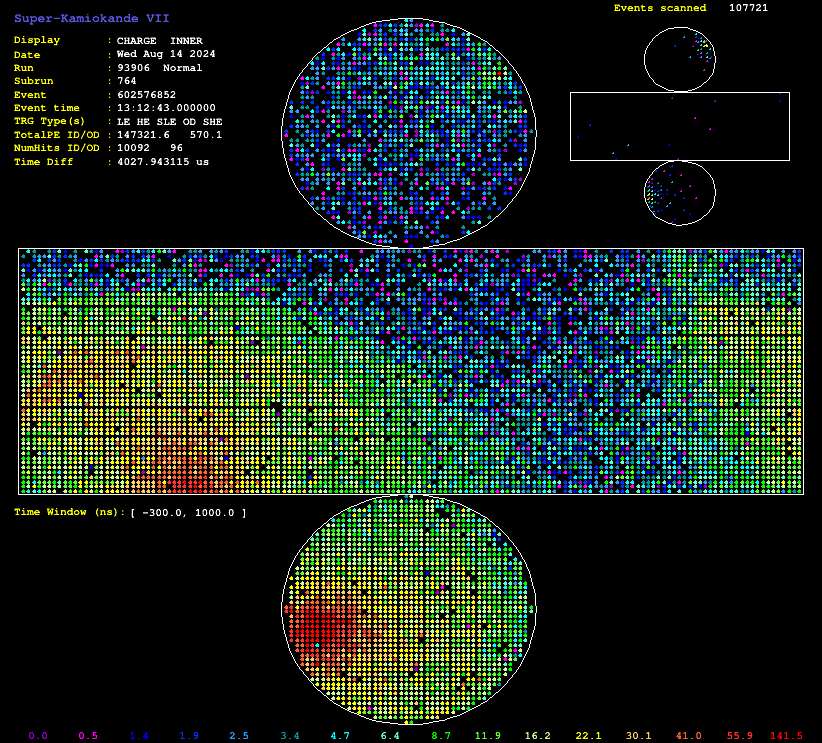 Super-Kamiokande VII
Events scanned 107721
Display : CHARGE INNER
Date : Wed Aug 14 2024
Run : 93906 Normal
Subrun : 764
Event : 602576852
Event time : 13:12:43.000000
TRG Type(s) : LE HE SLE OD SHE
TotalPE ID/OD : 147321.6 570.1
NumHits ID/OD : 10092 96
Time Diff : 4027.943115 us
Time Window (ns): [ -300.0, 1000.0 ]
0.0 0.5 1.4 1.9 2.5 3.4 4.7 6.4 8.7 11.9 16.2 22.1 30.1 41.0 55.9 141.5